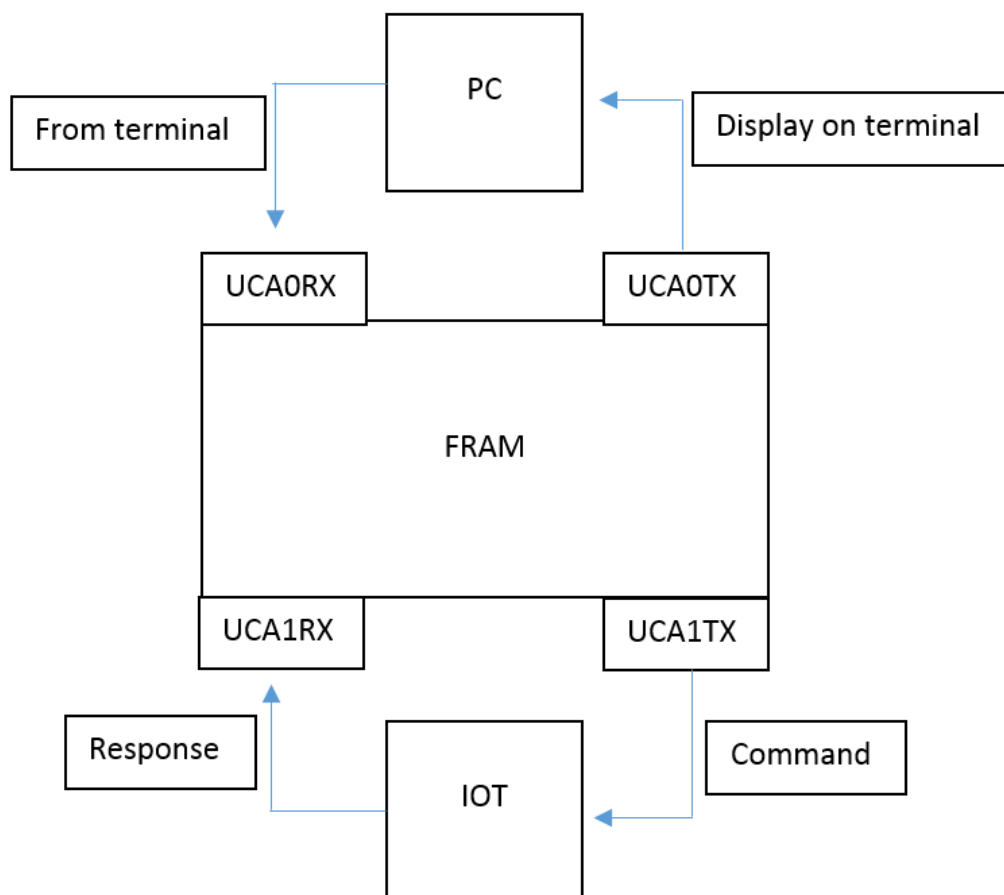 PC
From terminal
Display on terminal
UCA0RX
UCA0TX
FRAM
UCA1RX
UCA1TX
Response
Command
IOT